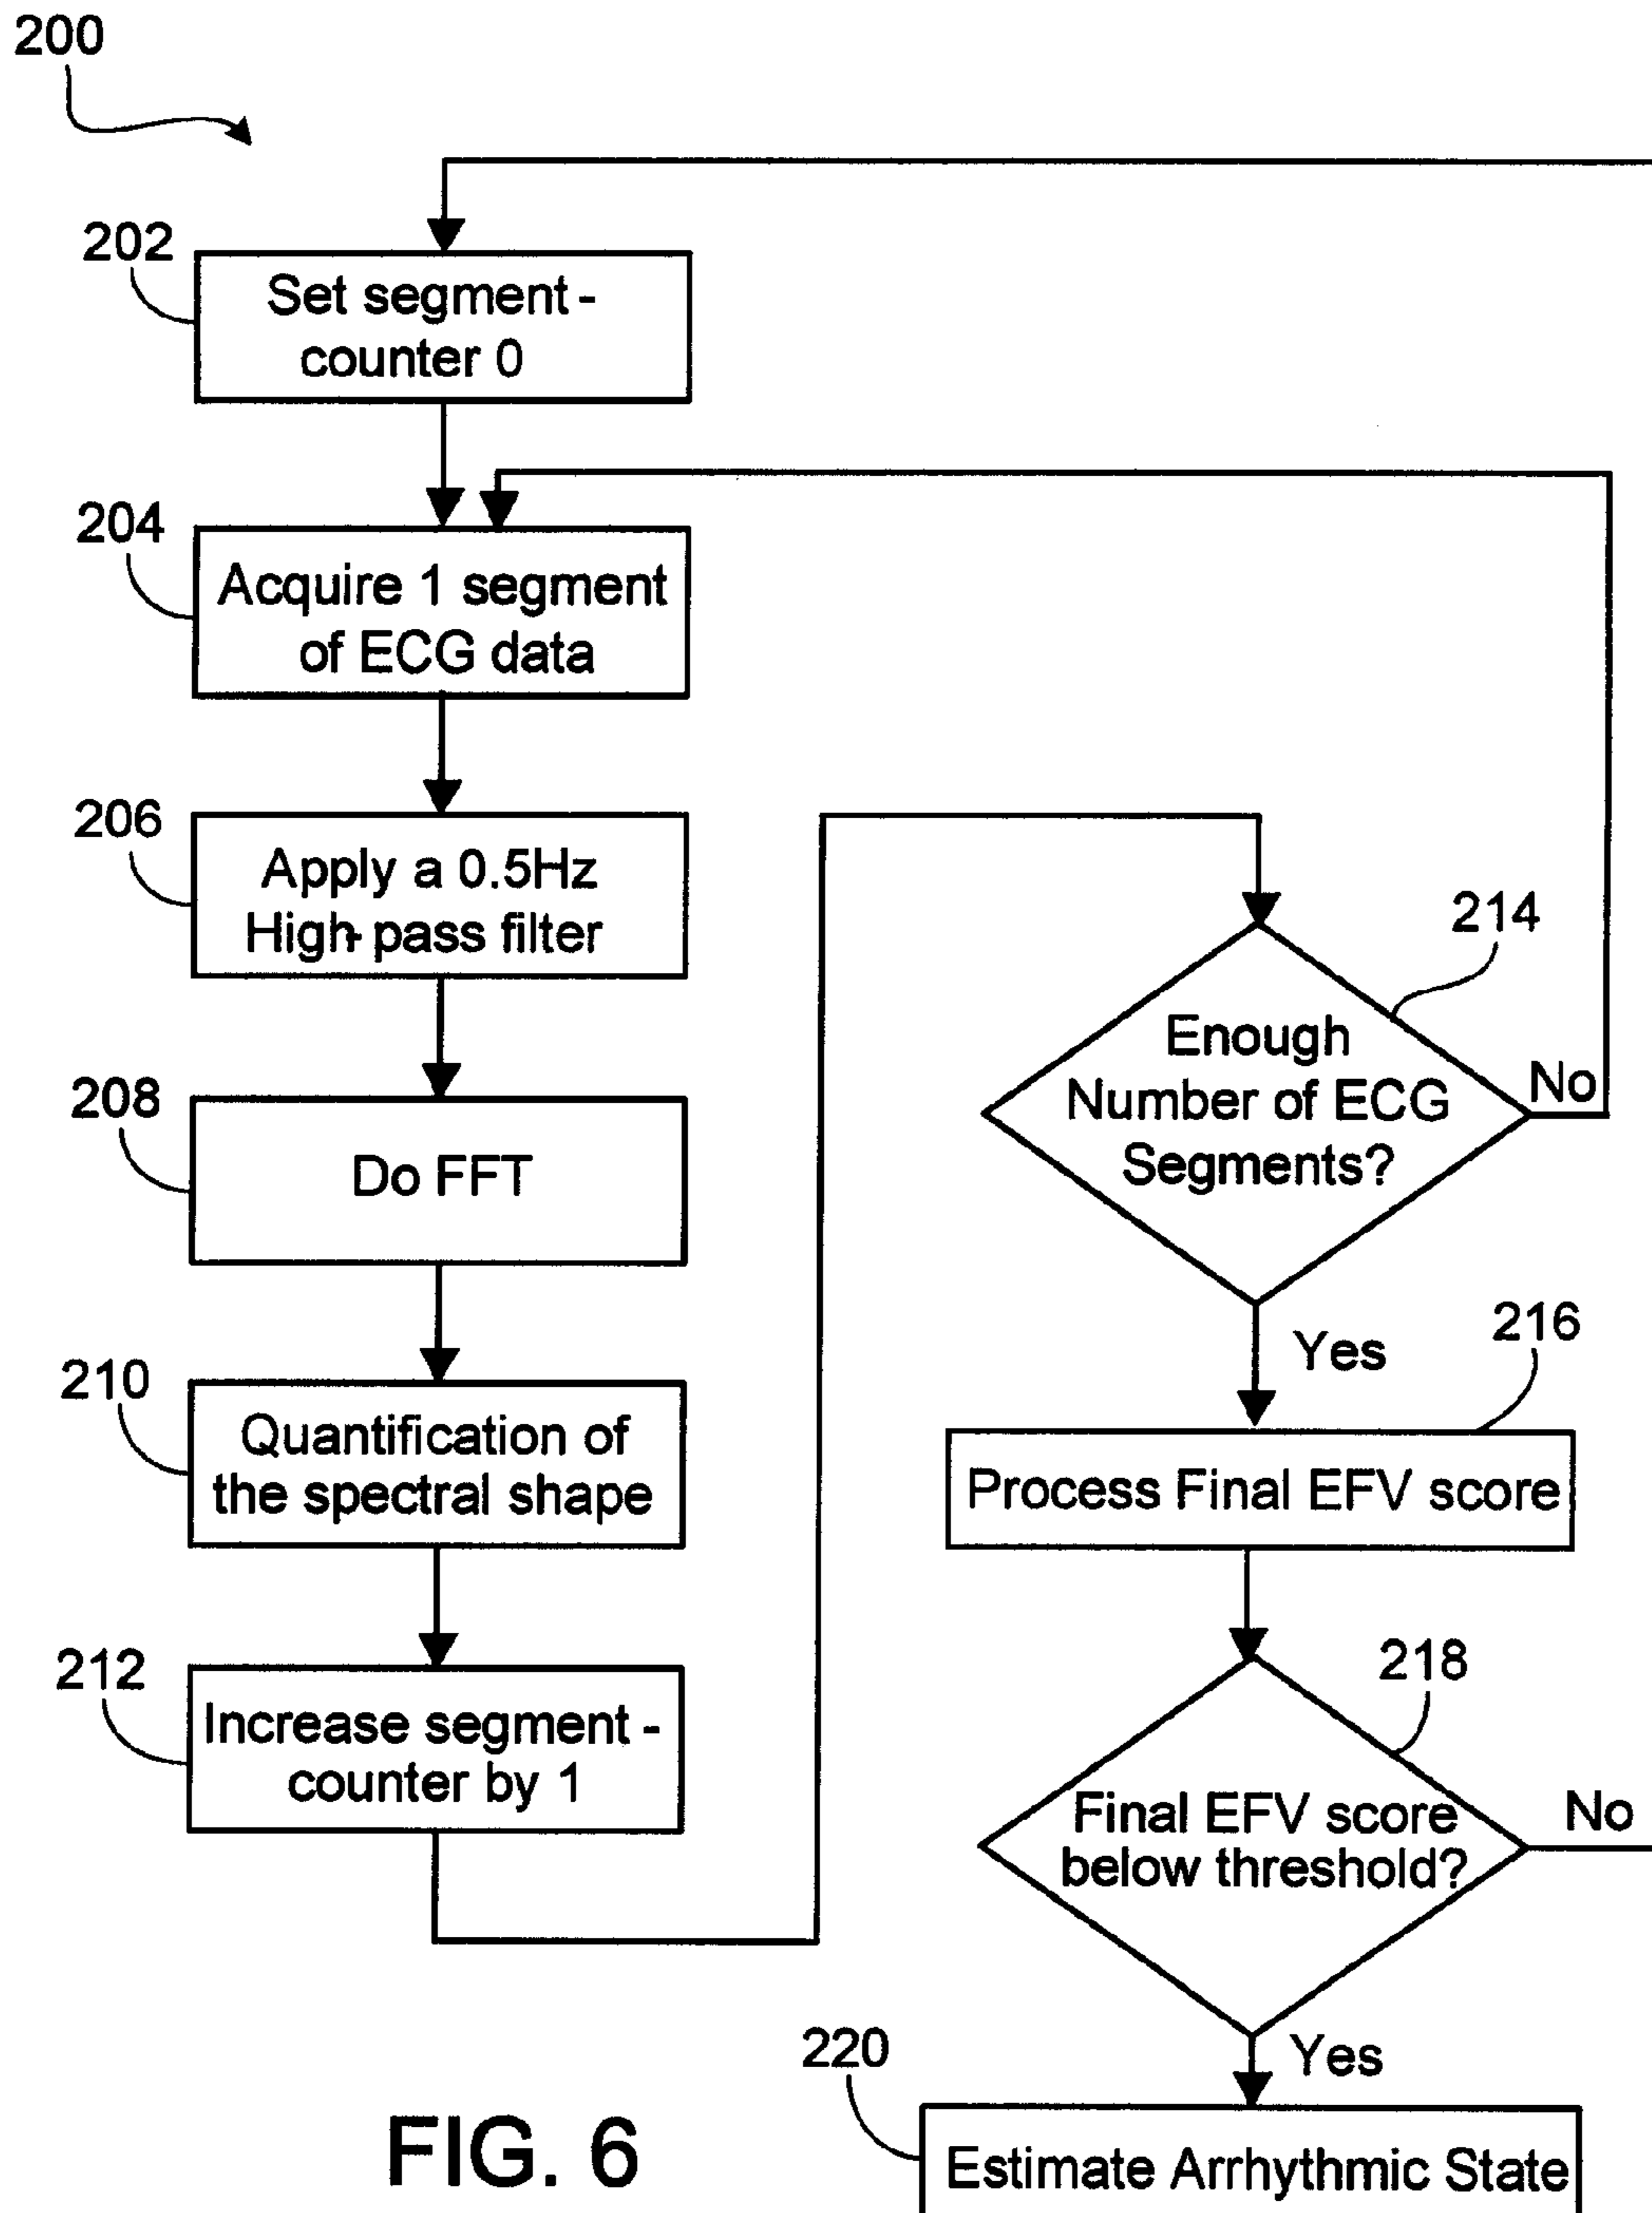 200
202
Set segment -
counter 0
204
Acquire 1 segment
of ECG data
206
Apply a 0.5Hz
High- pass filter
208
Do FFT
210
Quantification of
the spectral shape
212
Increase segment -
counter by 1
214
Enough
Number of ECG
Segments?
No
Yes
216
Process Final EFV score
218
Final EFV score
below threshold?
No
Yes
220
Estimate Arrhythmic State
FIG. 6